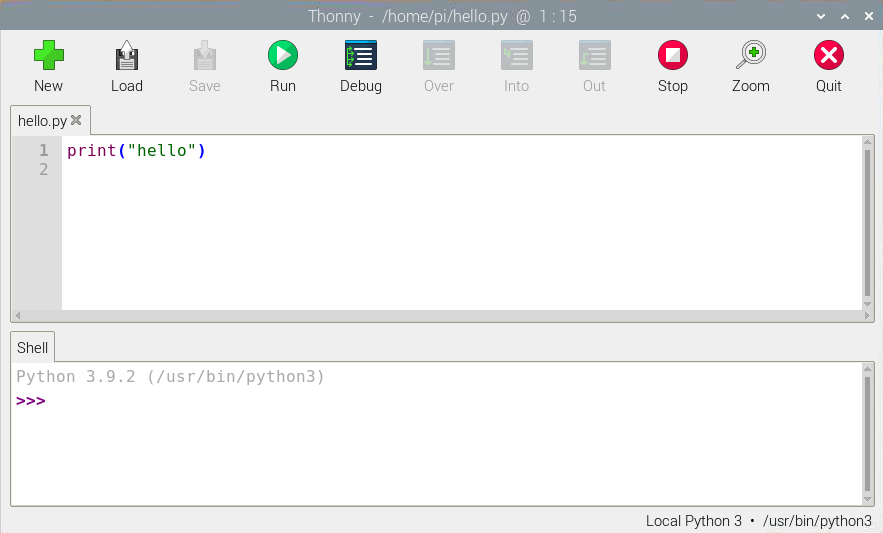 Thonny - /home/pi/hello.py @ 1 : 15
New Load Save Run Debug Over Into Out Stop Zoom Quit
hello.py
1 print("hello")
2
Shell
Python 3.9.2 (/usr/bin/python3)
>>>
Local Python 3 • /usr/bin/python3